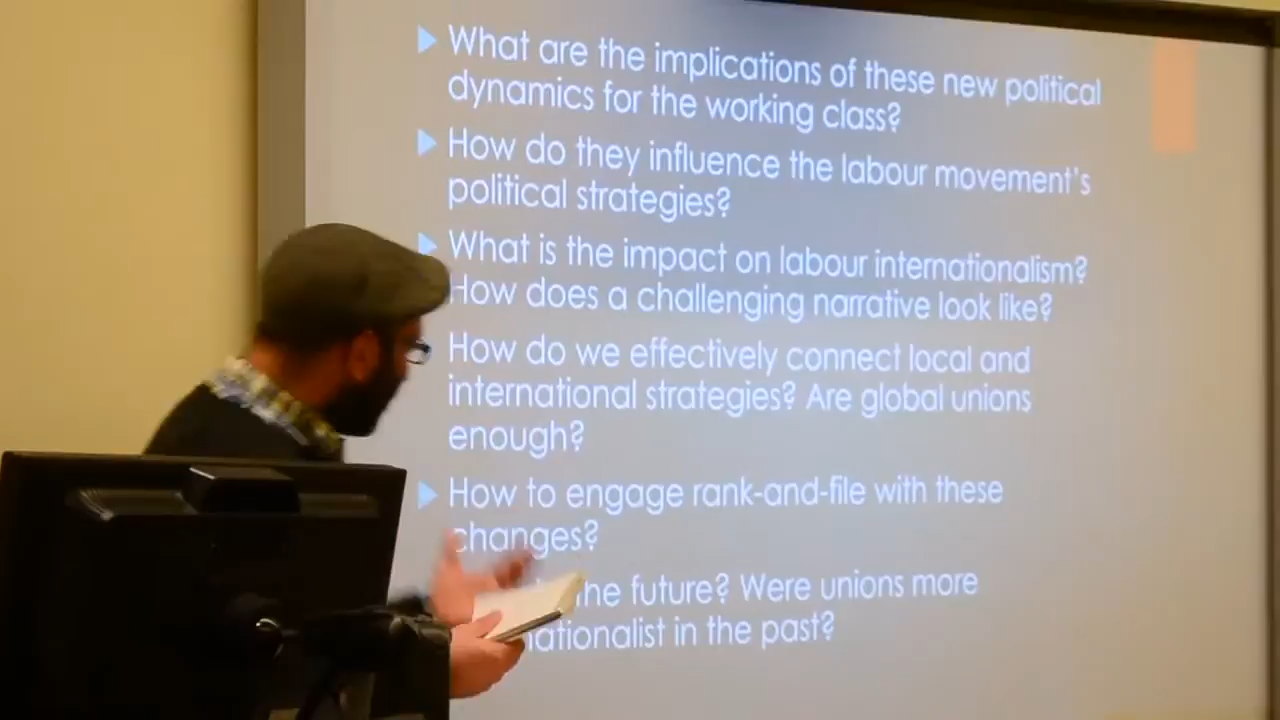 What are the implications of these new political
dynamics for the working class?
How do they influence the labour movement's
political strategies?
What is the impact on labour internationalism?
How does a challenging narrative look like?
How do we effectively connect local and
international strategies? Are global unions
enough?
How to engage rank-and-file with these
changes?
the future? Were unions more
nationalist in the past?